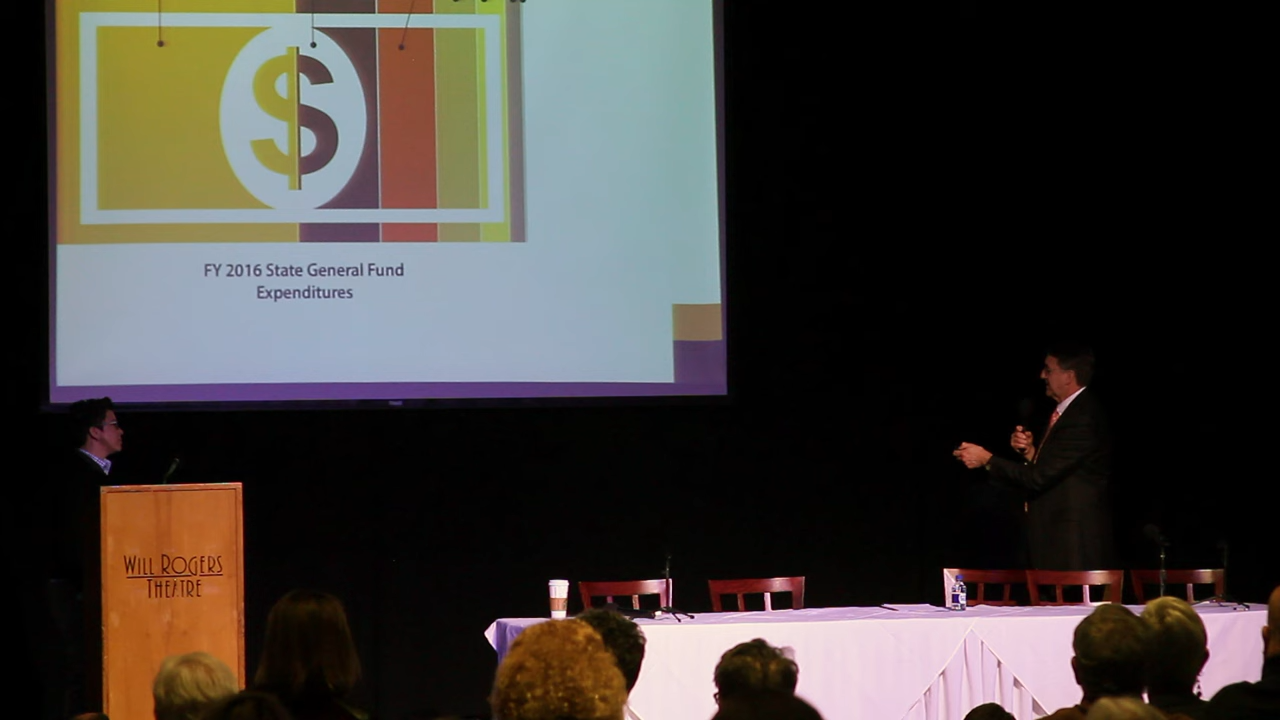 $
FY 2016 State General Fund
Expenditures
WILL ROGERS
THEATRE